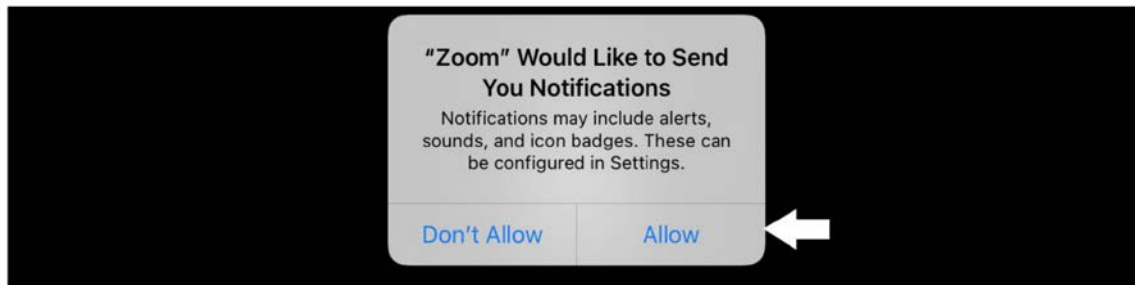 “Zoom” Would Like to Send
You Notifications
Notifications may include alerts,
sounds, and icon badges. These can
be configured in Settings.
Don’t Allow
Allow